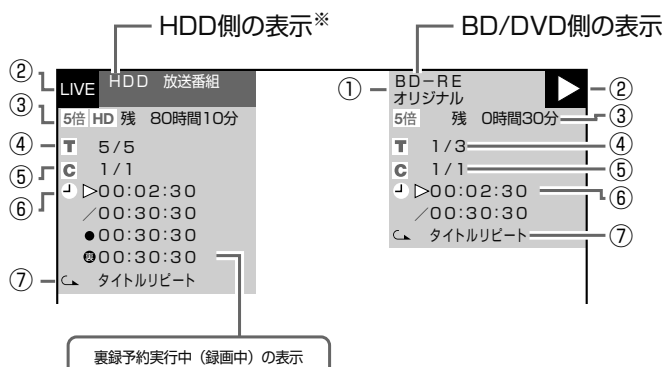 HDD側の表示※
BD/DVD側の表示
②
LIVE
HDD 放送番組
③
5倍 HD 残 80時間10分
④
T 5/5
⑤
C 1/1
⑥
▷00:02:30
/00:30:30
●00:30:30
裏00:30:30
⑦
タイトルリピート
裏録予約実行中（録画中）の表示
①
BD-RE
オリジナル
②
5倍 残 0時間30分
③
T 1/3
④
C 1/1
⑤
▷00:02:30
⑥
/00:30:30
タイトルリピート
⑦